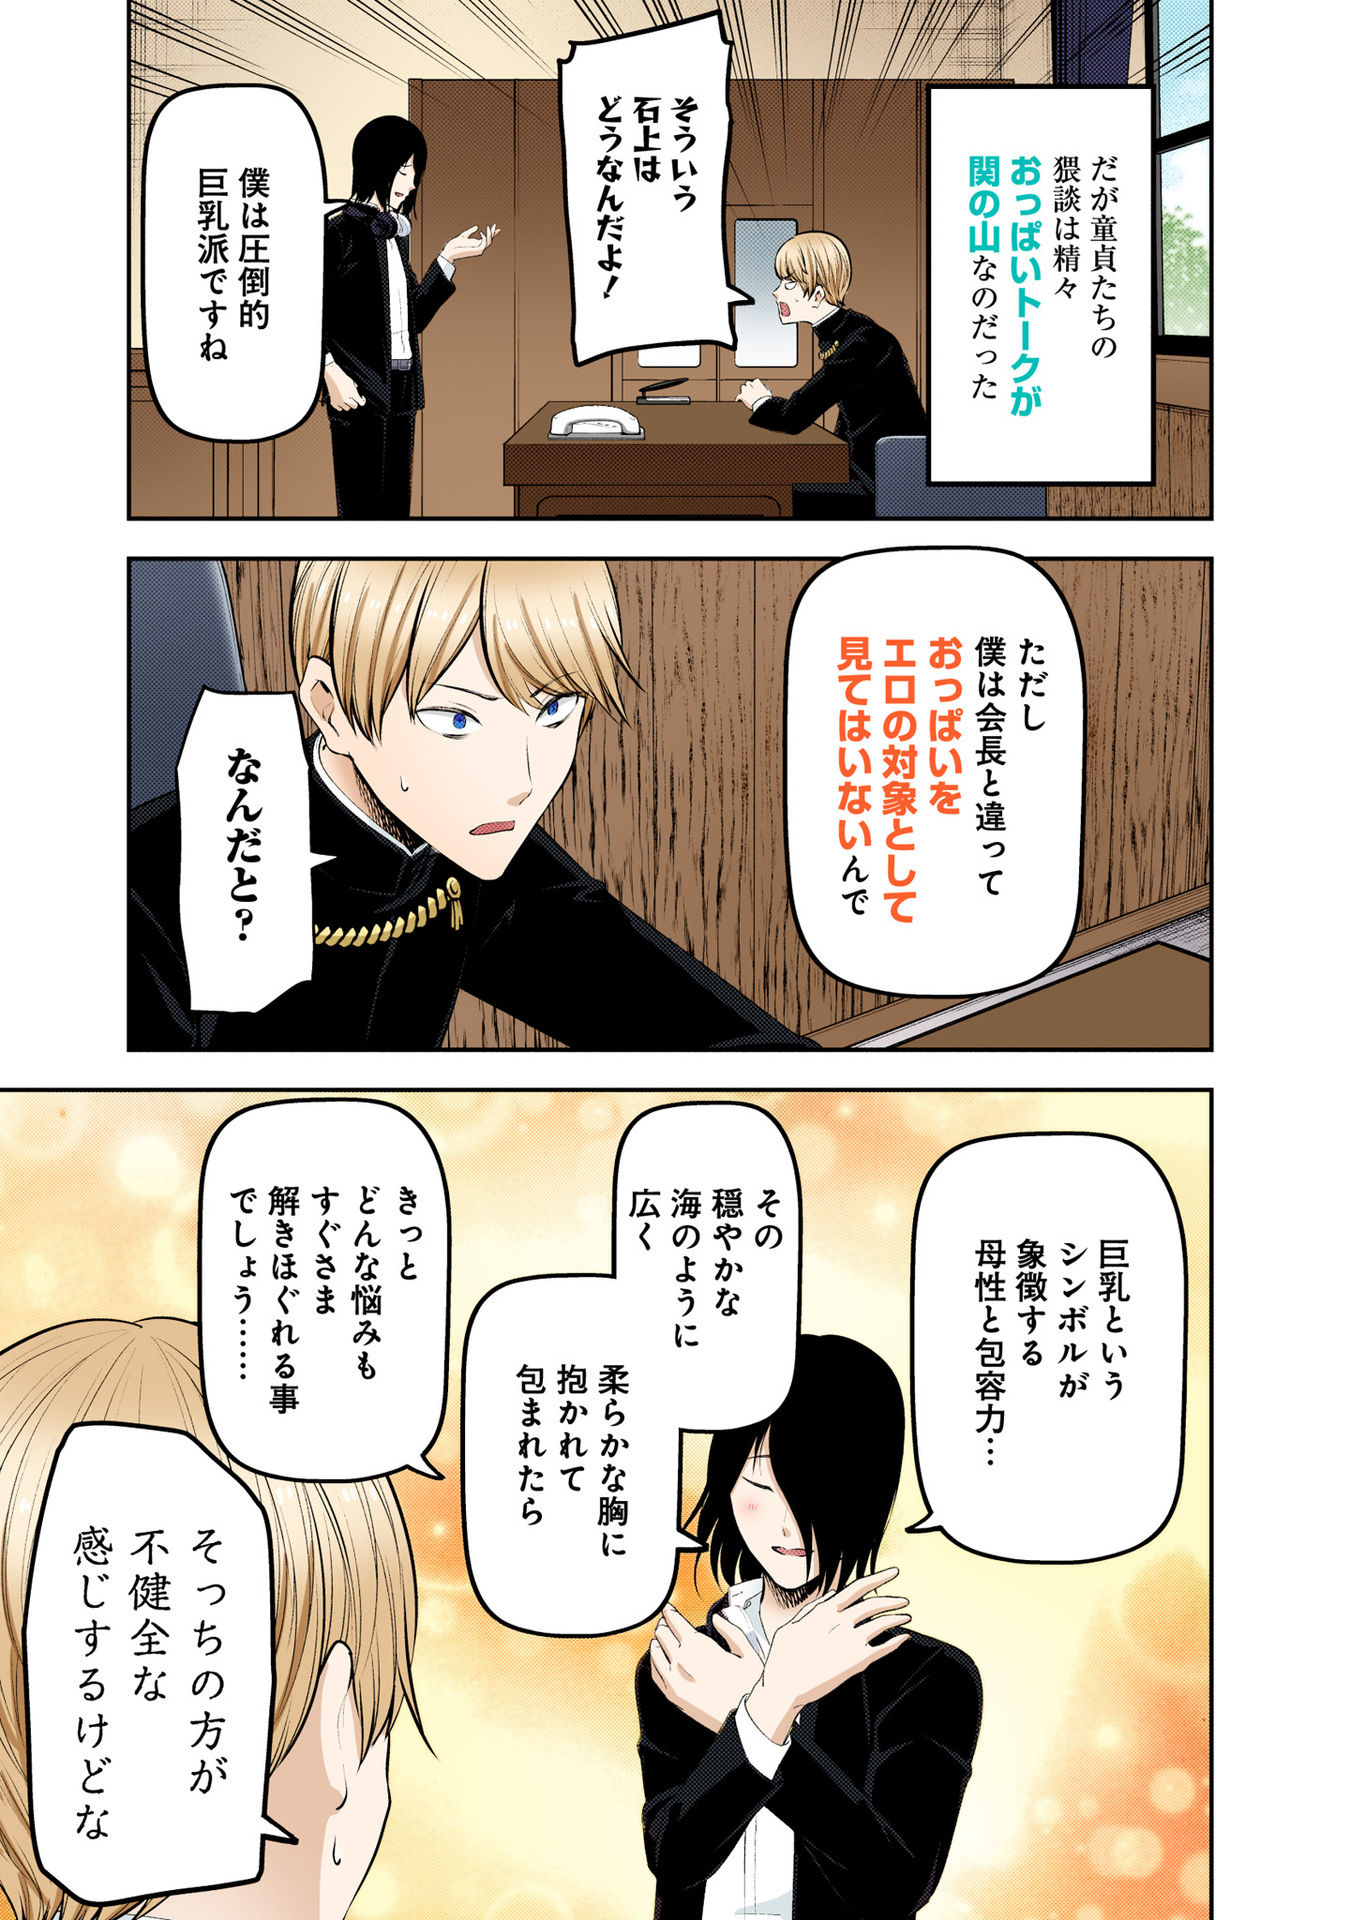 だが童貞たちの
猥談は精々
おっぱいトークが
関の山なのだった
そういう
石上は
どうなんだよ!
僕は圧倒的
巨乳派ですね
ただし
僕は会長と違って
おっぱいを
エロの対象として
見てはいないんで
なんだと?
巨乳という
シンボルが
象徴する
母性と包容力…
その
穏やかな
海のように
広く
柔らかな胸に
抱かれて
包まれたら
きっと
どんな悩みも
すぐさま
解きほぐれる事
でしょう……
そっちの方が
不健全な
感じするけどな